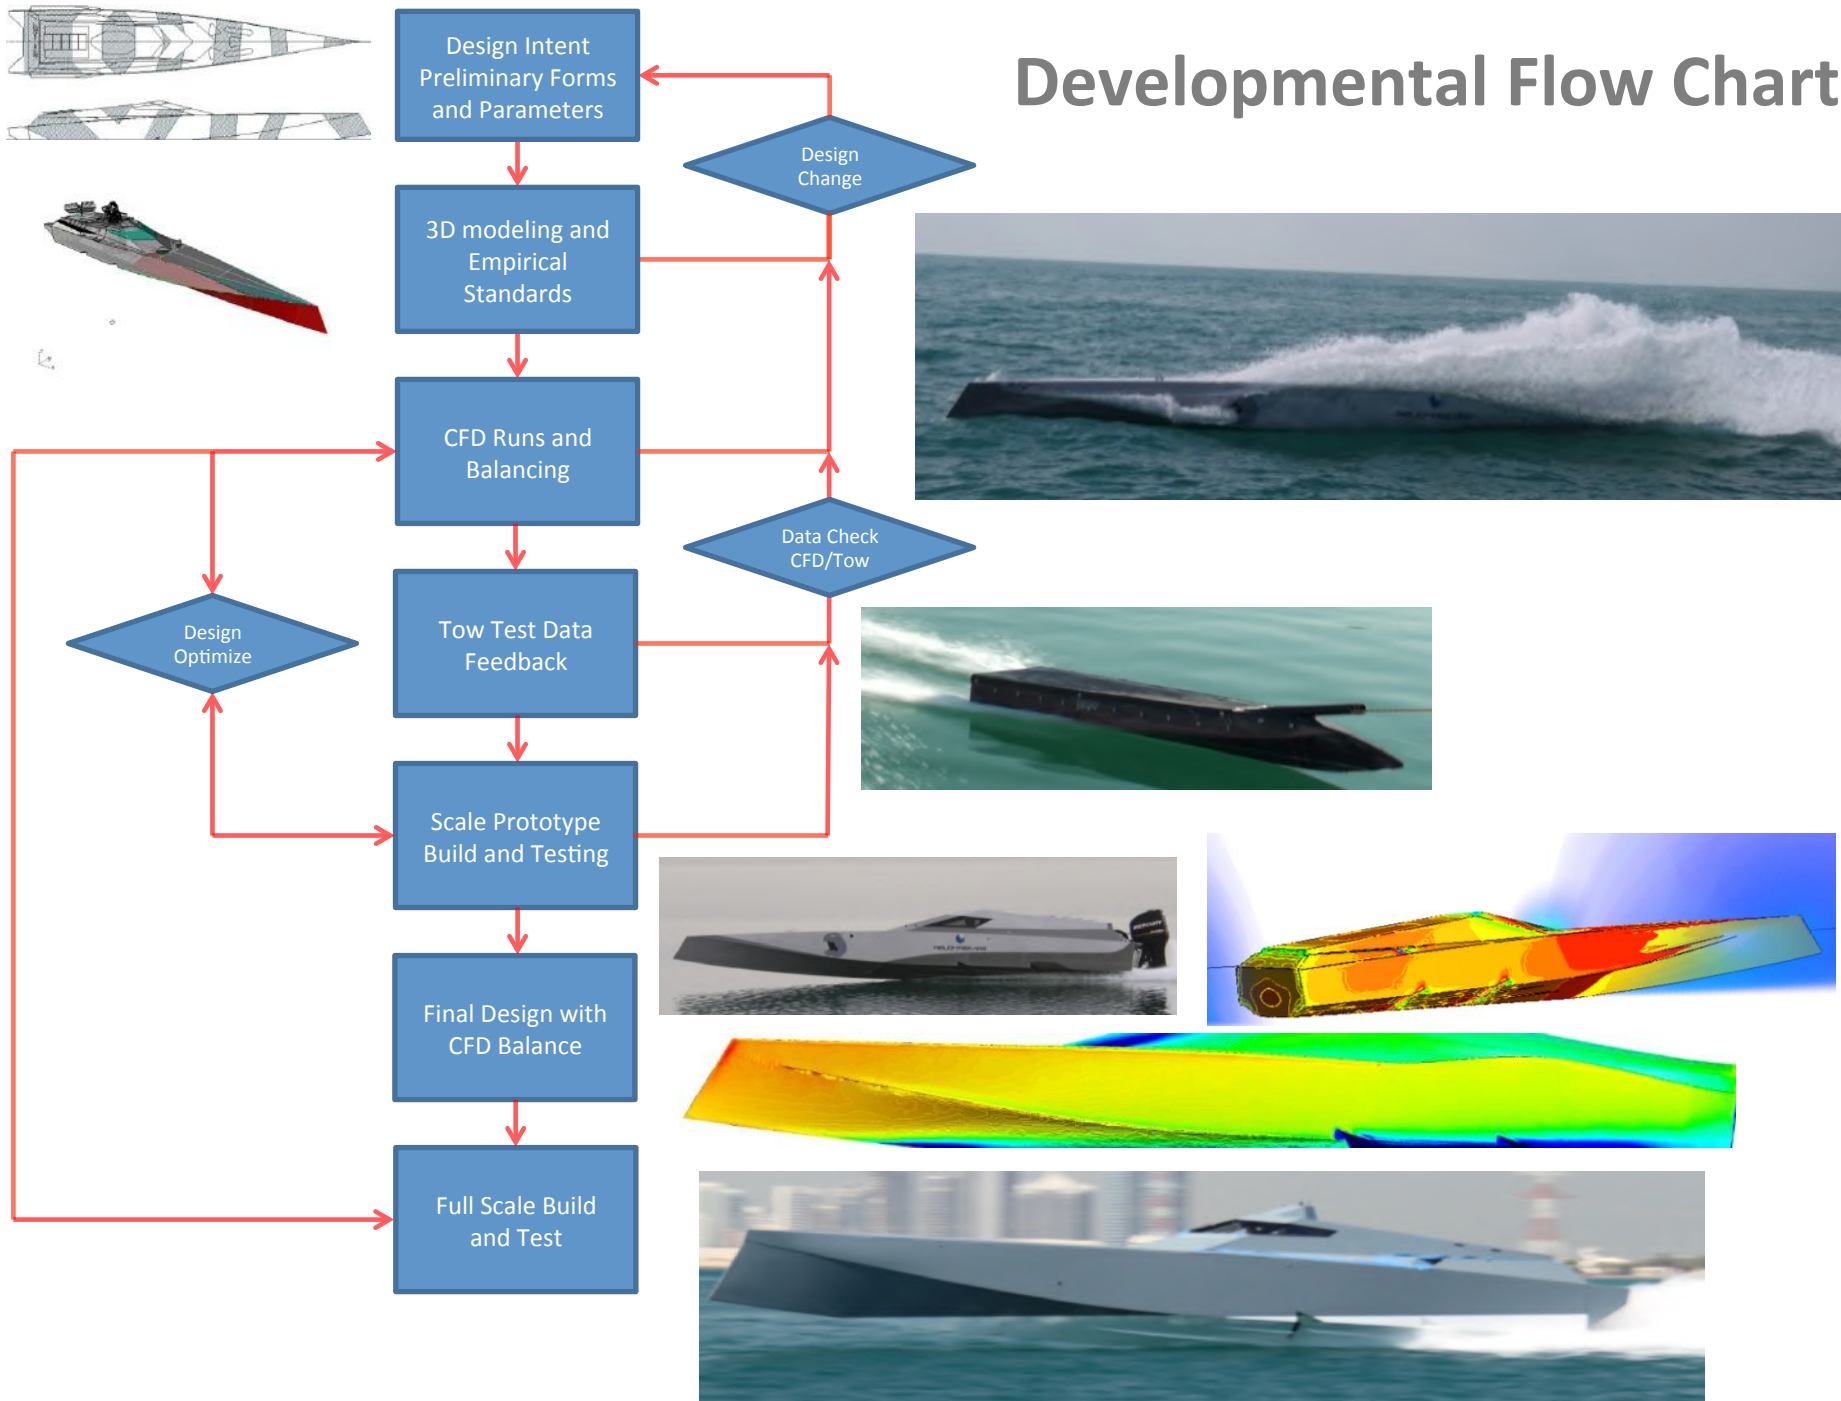 Developmental Flow Chart
Design Intent
Preliminary Forms
and Parameters
Design
Change
3D modeling and
Empirical
Standards
CFD Runs and
Balancing
Data Check
CFD/Tow
Design
Optimize
Tow Test Data
Feedback
Scale Prototype
Build and Testing
Final Design with
CFD Balance
Full Scale Build
and Test